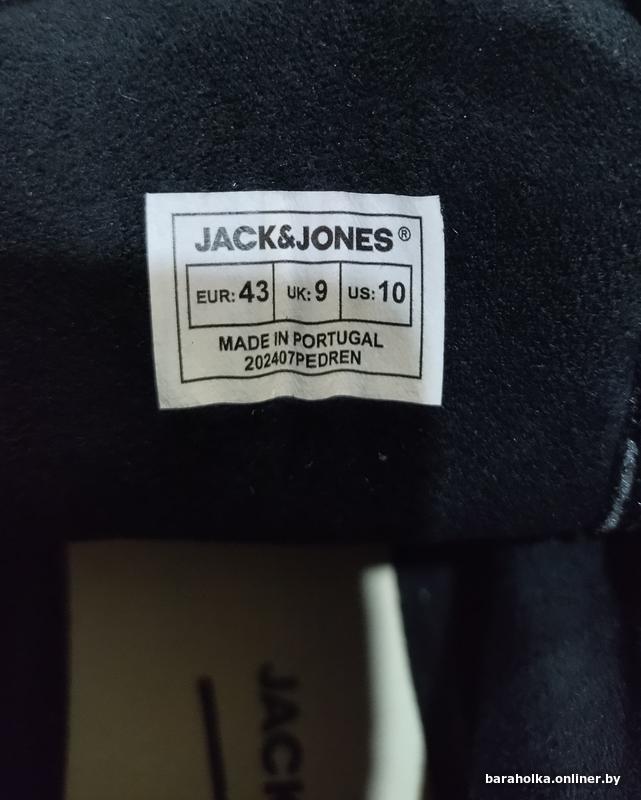 JACK&JONES®
EUR: 43 UK: 9 US: 10
MADE IN PORTUGAL
202407PEDREN
JACK
baraholka.onliner.by